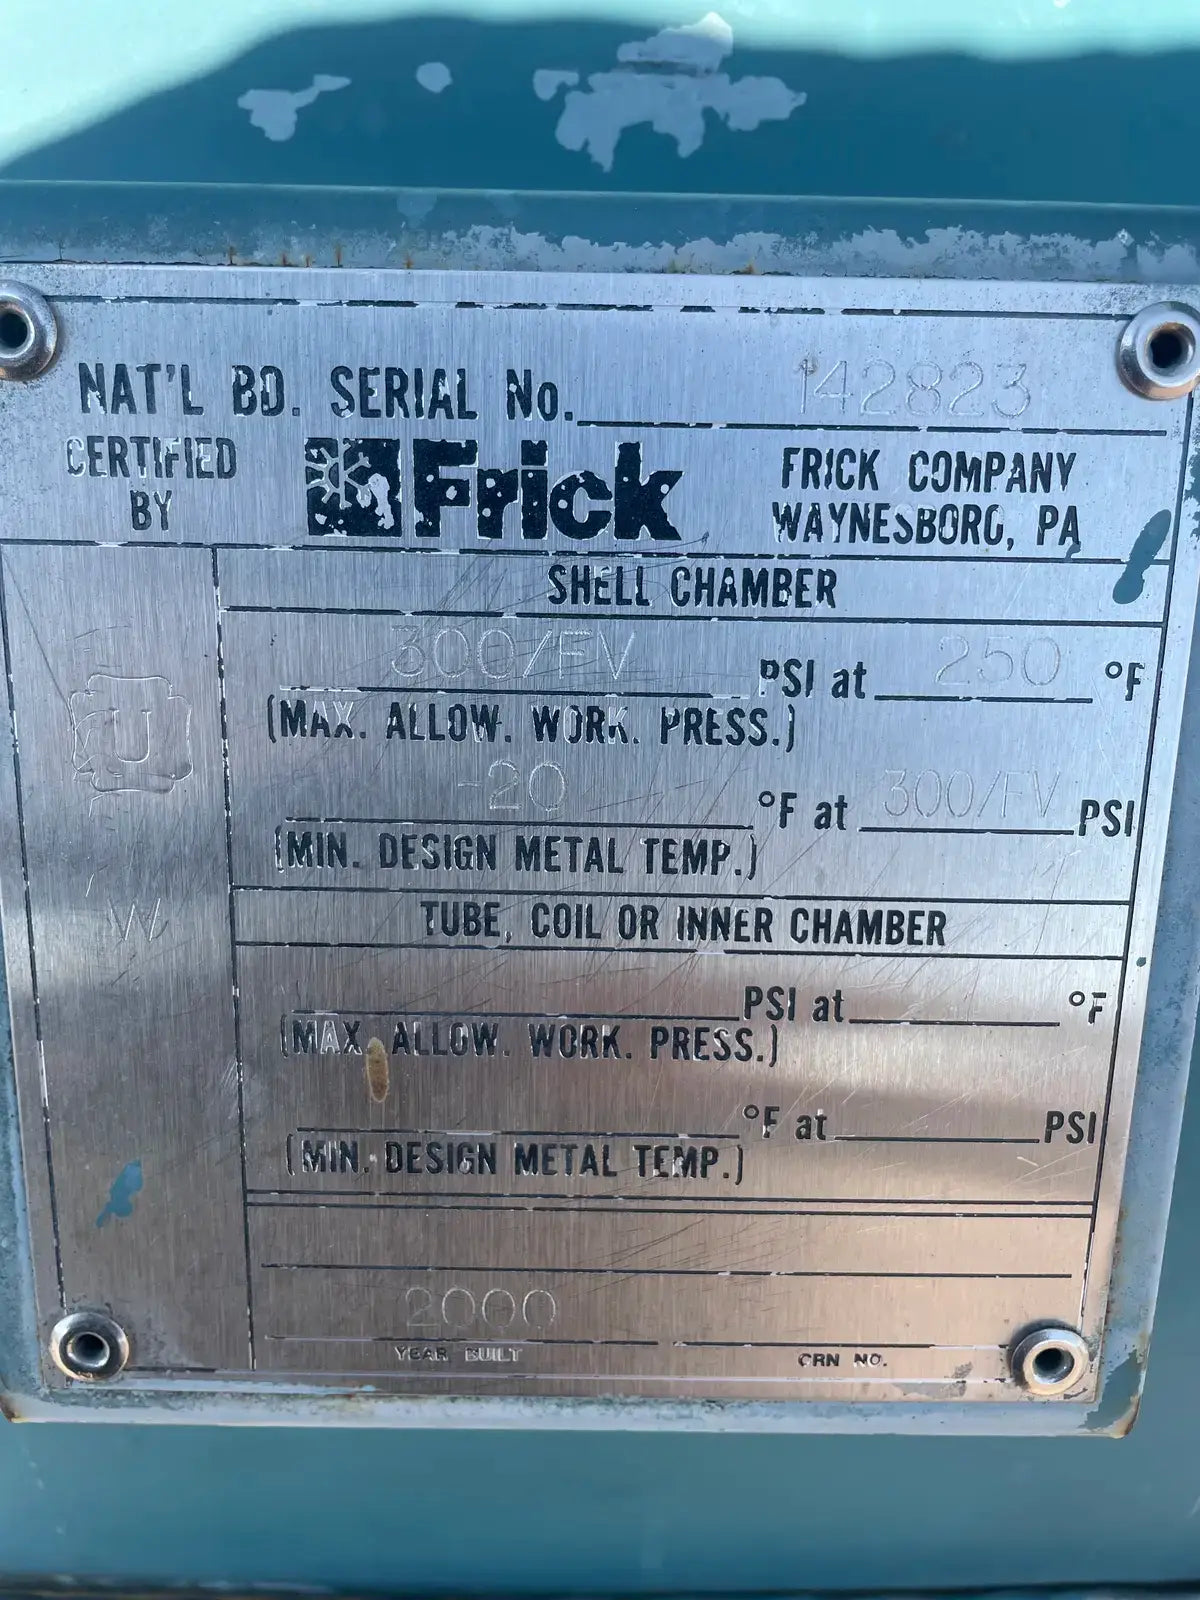 NAT'L BD. SERIAL No. 142823
CERTIFIED BY
Frick
FRICK COMPANY
WAYNESBORO, PA
SHELL CHAMBER
300/FV PSI at 250 °F
(MAX. ALLOW. WORK. PRESS.)
U
-20 °F at 300/FV PSI
(MIN. DESIGN METAL TEMP.)
W
TUBE, COIL OR INNER CHAMBER
PSI at °F
(MAX. ALLOW. WORK. PRESS.)
°F at PSI
(MIN. DESIGN METAL TEMP.)
2000
YEAR BUILT CRN NO.